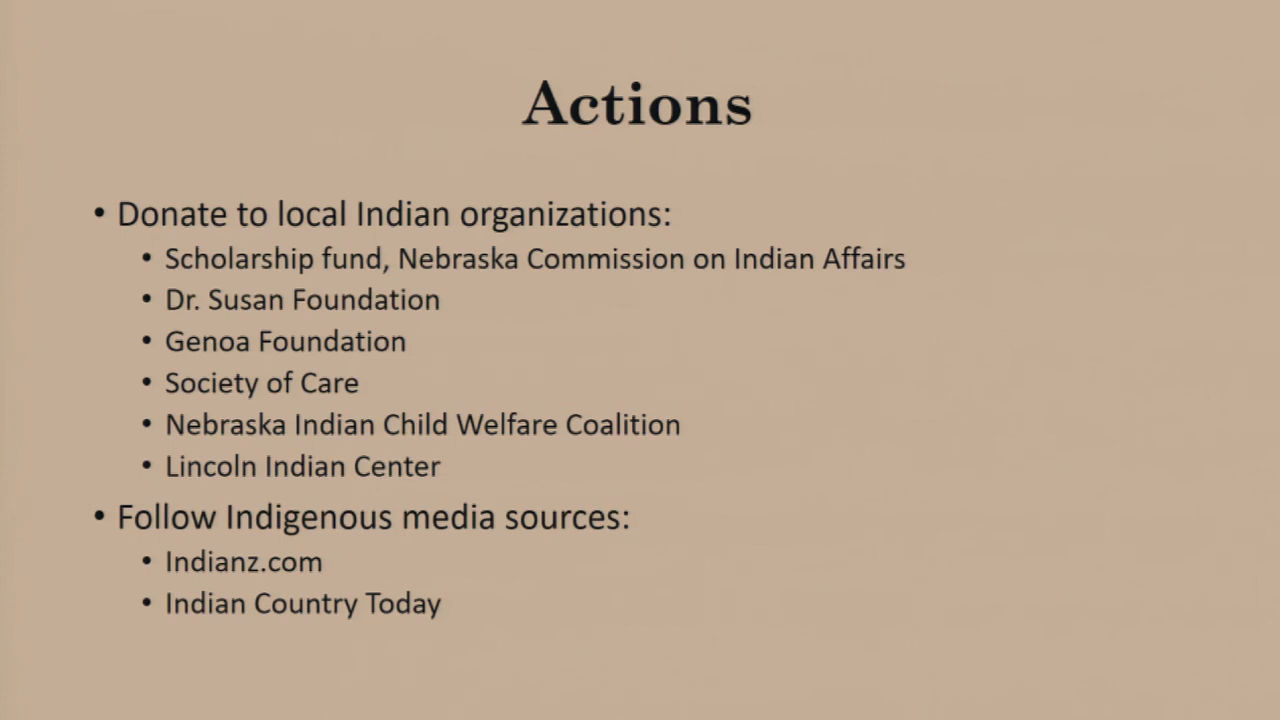 Actions
• Donate to local Indian organizations:
• Scholarship fund, Nebraska Commission on Indian Affairs
• Dr. Susan Foundation
• Genoa Foundation
• Society of Care
• Nebraska Indian Child Welfare Coalition
• Lincoln Indian Center
• Follow Indigenous media sources:
• Indianz.com
• Indian Country Today